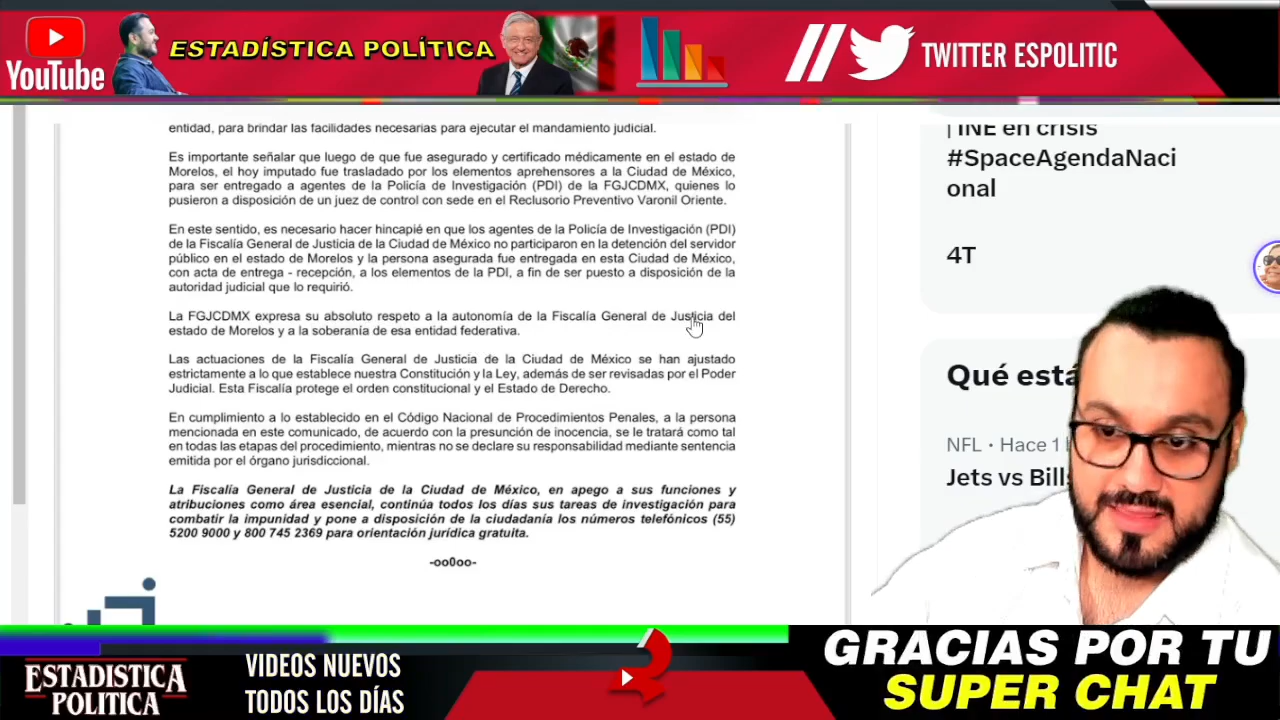 YouTube
ESTADÍSTICA POLÍTICA
TWITTER ESPOLITIC
entidad, para brindar las facilidades necesarias para ejecutar el mandamiento judicial.
Es importante señalar que luego de que fue asegurado y certificado médicamente en el estado de
Morelos, el hoy imputado fue trasladado por los elementos aprehensores a la Ciudad de México,
para ser entregado a agentes de la Policía de Investigación (PDI) de la FGJCDMX, quienes lo
pusieron a disposición de un juez de control con sede en el Reclusorio Preventivo Varonil Oriente.
En este sentido, es necesario hacer hincapié en que los agentes de la Policía de Investigación (PDI)
de la Fiscalía General de Justicia de la Ciudad de México no participaron en la detención del servidor
público en el estado de Morelos y la persona asegurada fue entregada en esta Ciudad de México,
con acta de entrega - recepción, a los elementos de la PDI, a fin de ser puesto a disposición de la
autoridad judicial que lo requirió.
La FGJCDMX expresa su absoluto respeto a la autonomía de la Fiscalía General de Justicia del
estado de Morelos y a la soberanía de esa entidad federativa.
Las actuaciones de la Fiscalía General de Justicia de la Ciudad de México se han ajustado
estrictamente a lo que establece nuestra Constitución y la Ley, además de ser revisadas por el Poder
Judicial. Esta Fiscalía protege el orden constitucional y el Estado de Derecho.
En cumplimiento a lo establecido en el Código Nacional de Procedimientos Penales, a la persona
mencionada en este comunicado, de acuerdo con la presunción de inocencia, se le tratará como tal
en todas las etapas del procedimiento, mientras no se declare su responsabilidad mediante sentencia
emitida por el órgano jurisdiccional.
La Fiscalía General de Justicia de la Ciudad de México, en apego a sus funciones y
atribuciones como área esencial, continúa todos los días sus tareas de investigación para
combatir la impunidad y pone a disposición de la ciudadanía los números telefónicos (55)
5200 9000 y 800 745 2369 para orientación jurídica gratuita.
-oo0oo-
| INE en crisis
#SpaceAgendaNaci
onal
4T
Qué está
NFL · Hace 1
Jets vs Bills
ESTADISTICA
POLÍTICA
VIDEOS NUEVOS
TODOS LOS DÍAS
GRACIAS POR TU
SUPER CHAT